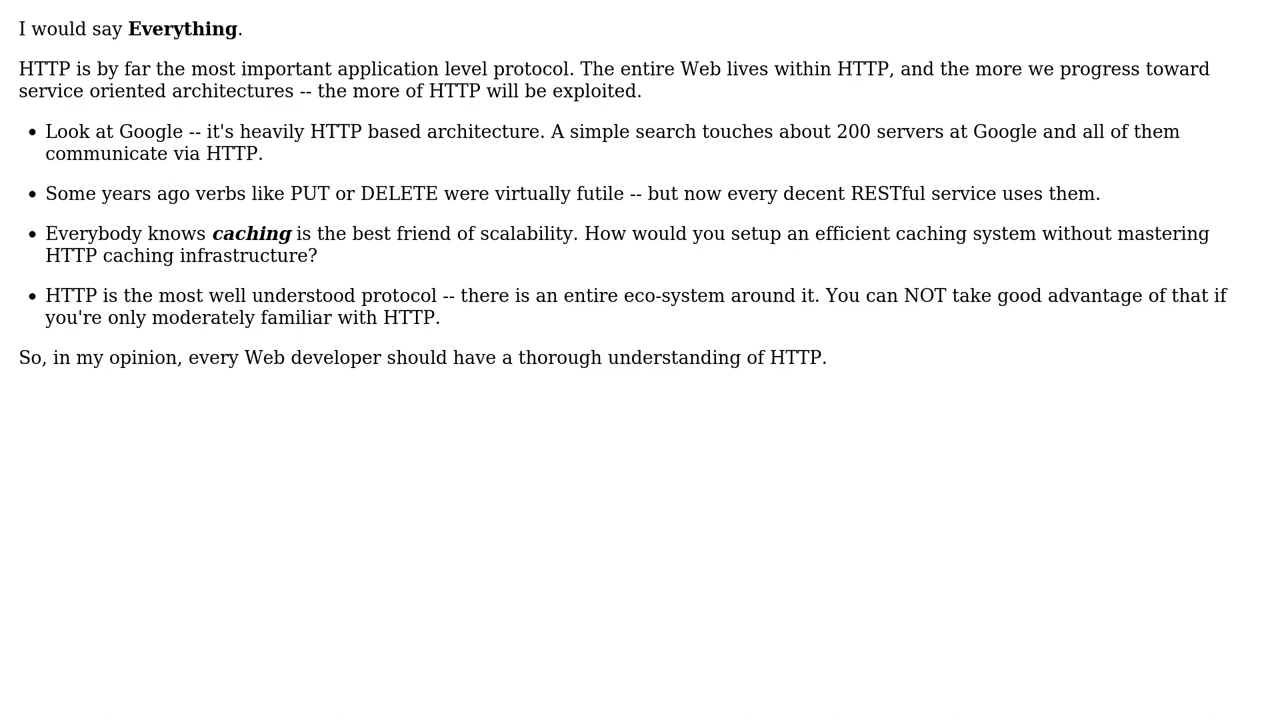 I would say Everything.
HTTP is by far the most important application level protocol. The entire Web lives within HTTP, and the more we progress toward
service oriented architectures -- the more of HTTP will be exploited.
• Look at Google -- it's heavily HTTP based architecture. A simple search touches about 200 servers at Google and all of them
communicate via HTTP.
• Some years ago verbs like PUT or DELETE were virtually futile -- but now every decent RESTful service uses them.
• Everybody knows caching is the best friend of scalability. How would you setup an efficient caching system without mastering
HTTP caching infrastructure?
• HTTP is the most well understood protocol -- there is an entire eco-system around it. You can NOT take good advantage of that if
you're only moderately familiar with HTTP.
So, in my opinion, every Web developer should have a thorough understanding of HTTP.